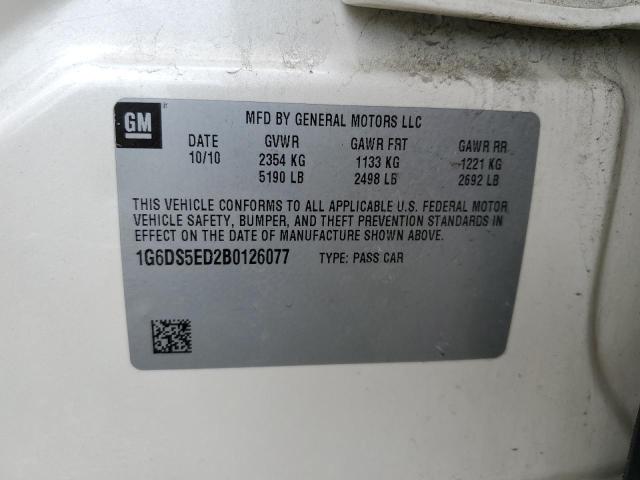 GM
MFD BY GENERAL MOTORS LLC
DATE GVWR GAWR FRT GAWR RR
10/10 2354 KG 1133 KG 1221 KG
5190 LB 2498 LB 2692 LB
THIS VEHICLE CONFORMS TO ALL APPLICABLE U.S. FEDERAL MOTOR
VEHICLE SAFETY, BUMPER, AND THEFT PREVENTION STANDARDS IN
EFFECT ON THE DATE OF MANUFACTURE SHOWN ABOVE.
1G6DS5ED2B0126077 TYPE: PASS CAR